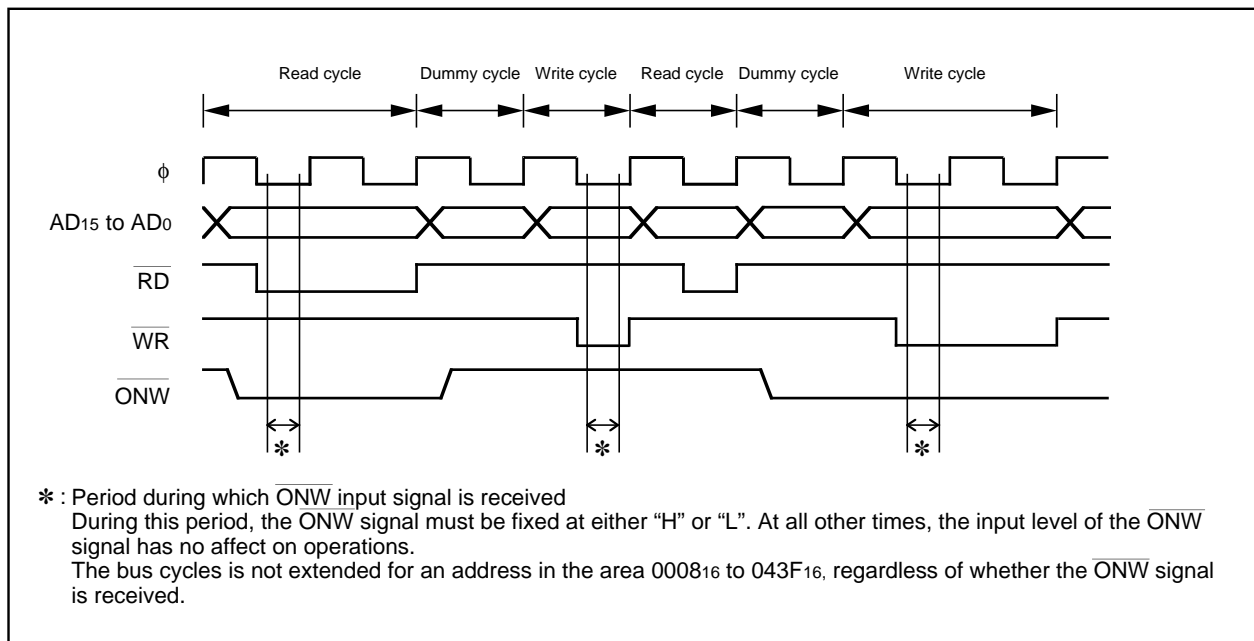 Read cycle Dummy cycle Write cycle Read cycle Dummy cycle Write cycle
ϕ
AD15 to AD0
RD
WR
ONW
✻ ✻ ✻
✻ : Period during which ONW input signal is received
During this period, the ONW signal must be fixed at either “H” or “L”. At all other times, the input level of the ONW
signal has no affect on operations.
The bus cycles is not extended for an address in the area 000816 to 043F16, regardless of whether the ONW signal
is received.